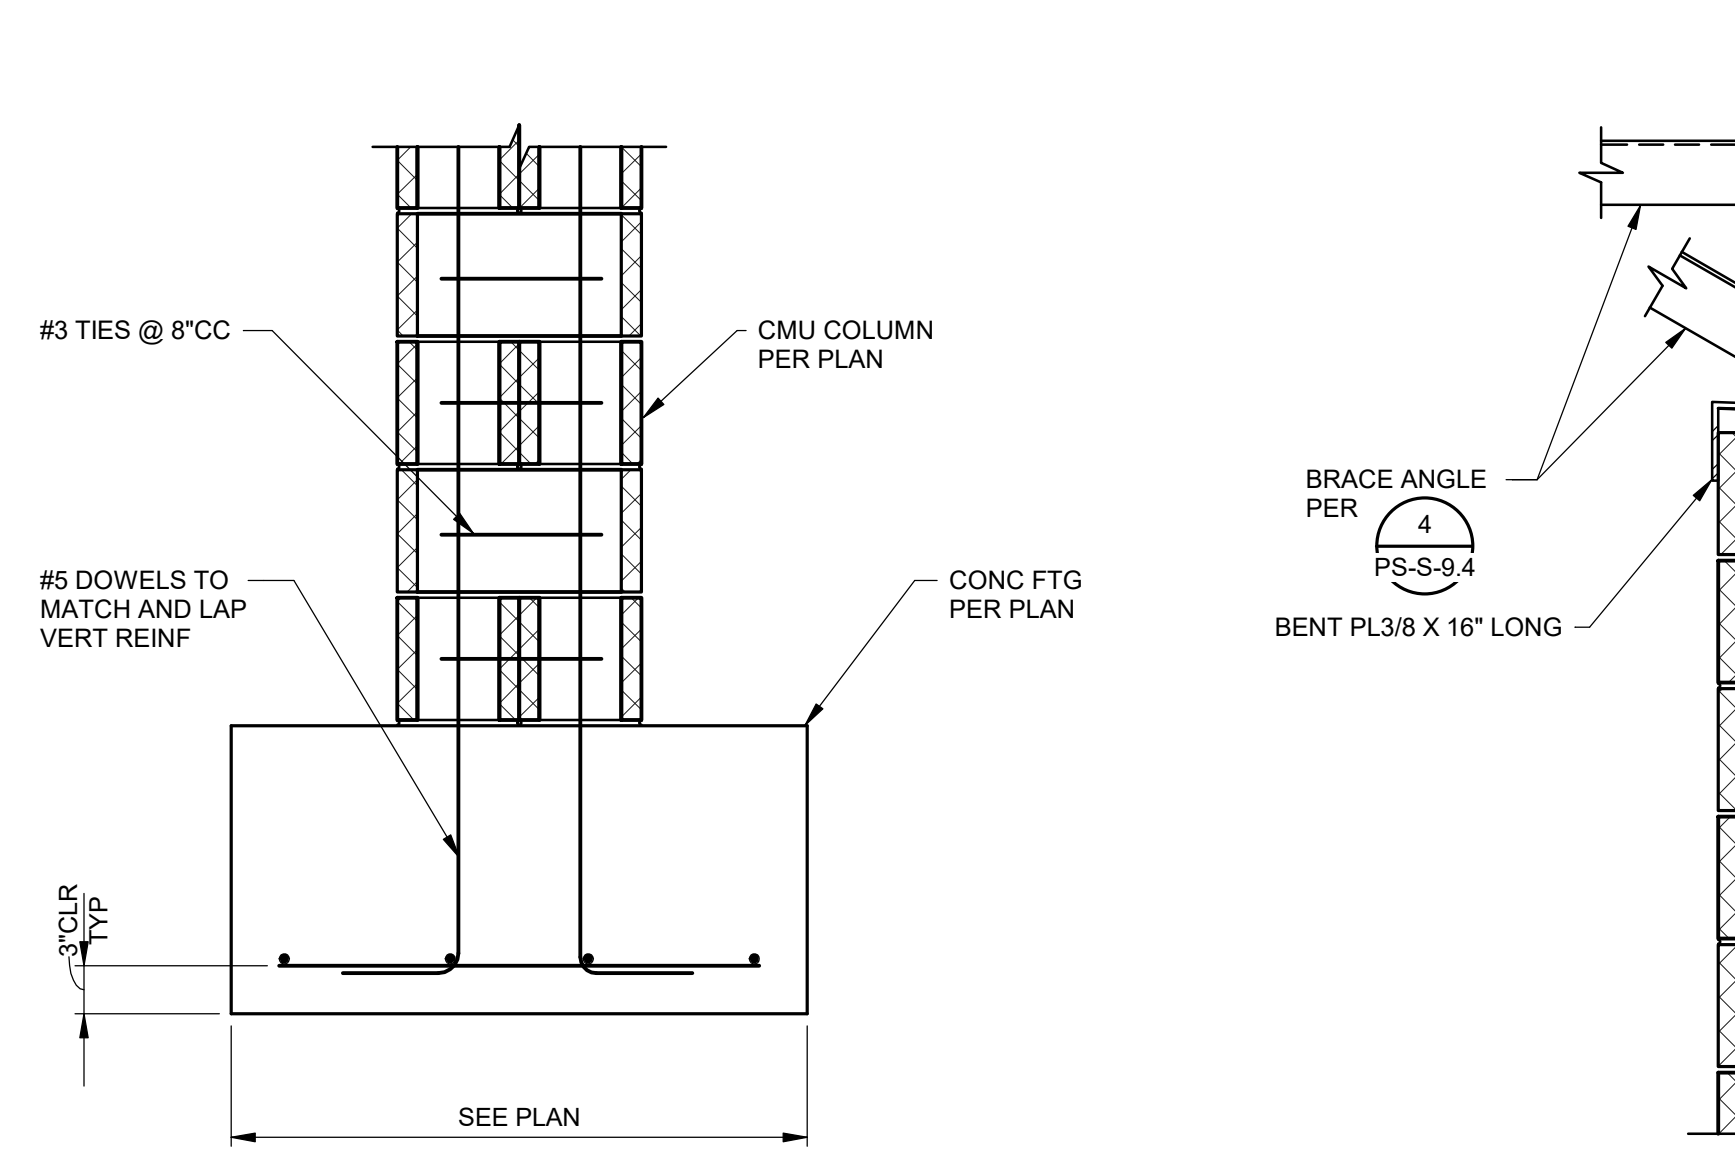 #3 TIES @ 8"CC
CMU COLUMN
PER PLAN
#5 DOWELS TO
MATCH AND LAP
VERT REINF
CONC FTG
PER PLAN
3"CLR
TYP
SEE PLAN
BRACE ANGLE
PER
4
PS-S-9.4
BENT PL3/8 X 16" LONG